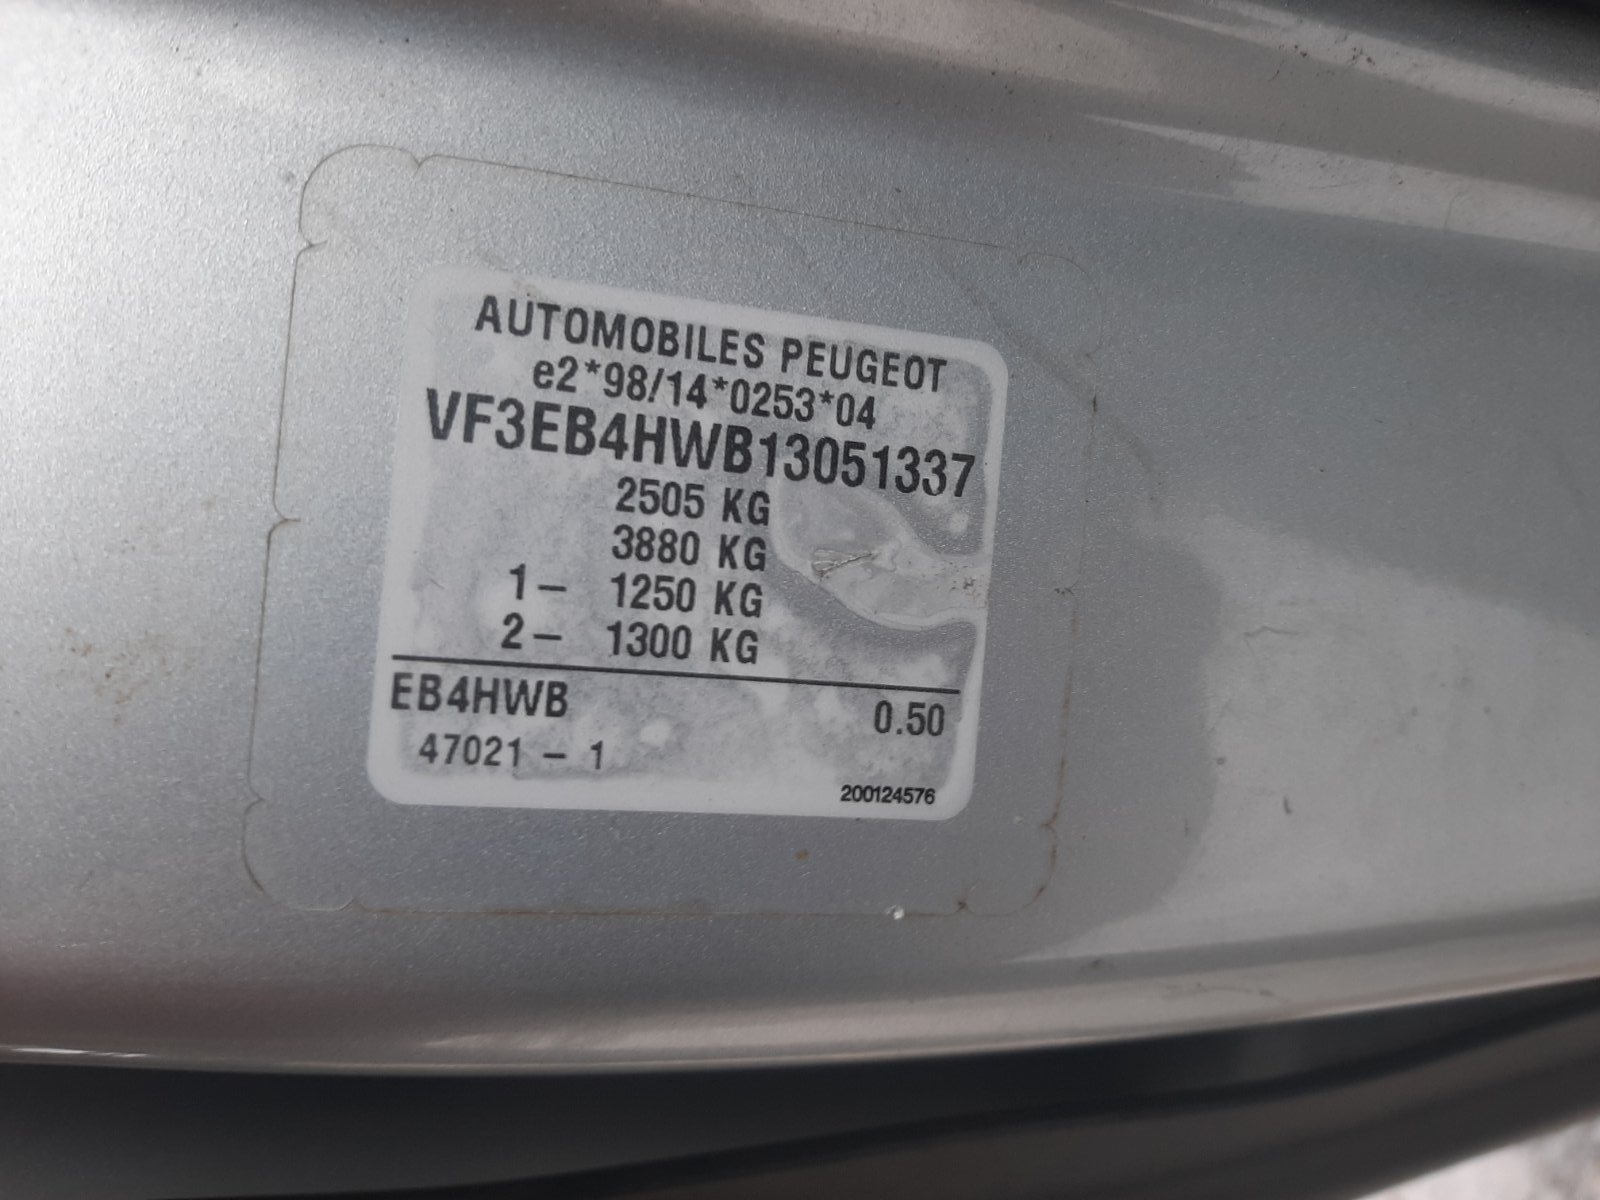 AUTOMOBILES PEUGEOT
e2*98/14*0253*04
VF3EB4HWB13051337
2505 KG
3880 KG
1- 1250 KG
2- 1300 KG
EB4HWB 0.50
47021 - 1
200124576